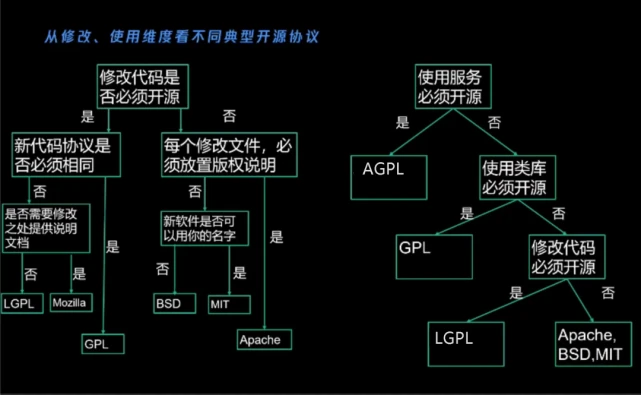 从修改、使用维度看不同典型开源协议
修改代码是
否必须开源
是
否
新代码协议是
否必须相同
每个修改文件，必
须放置版权说明
否
是
否
是
是否需要修改
之处提供说明
文档
新软件是否可
以用你的名字
否
是
否
是
LGPL
Mozilla
BSD
MIT
GPL
Apache
使用服务
必须开源
是
否
AGPL
使用类库
必须开源
是
否
GPL
修改代码
必须开源
是
否
LGPL
Apache,
BSD,MIT